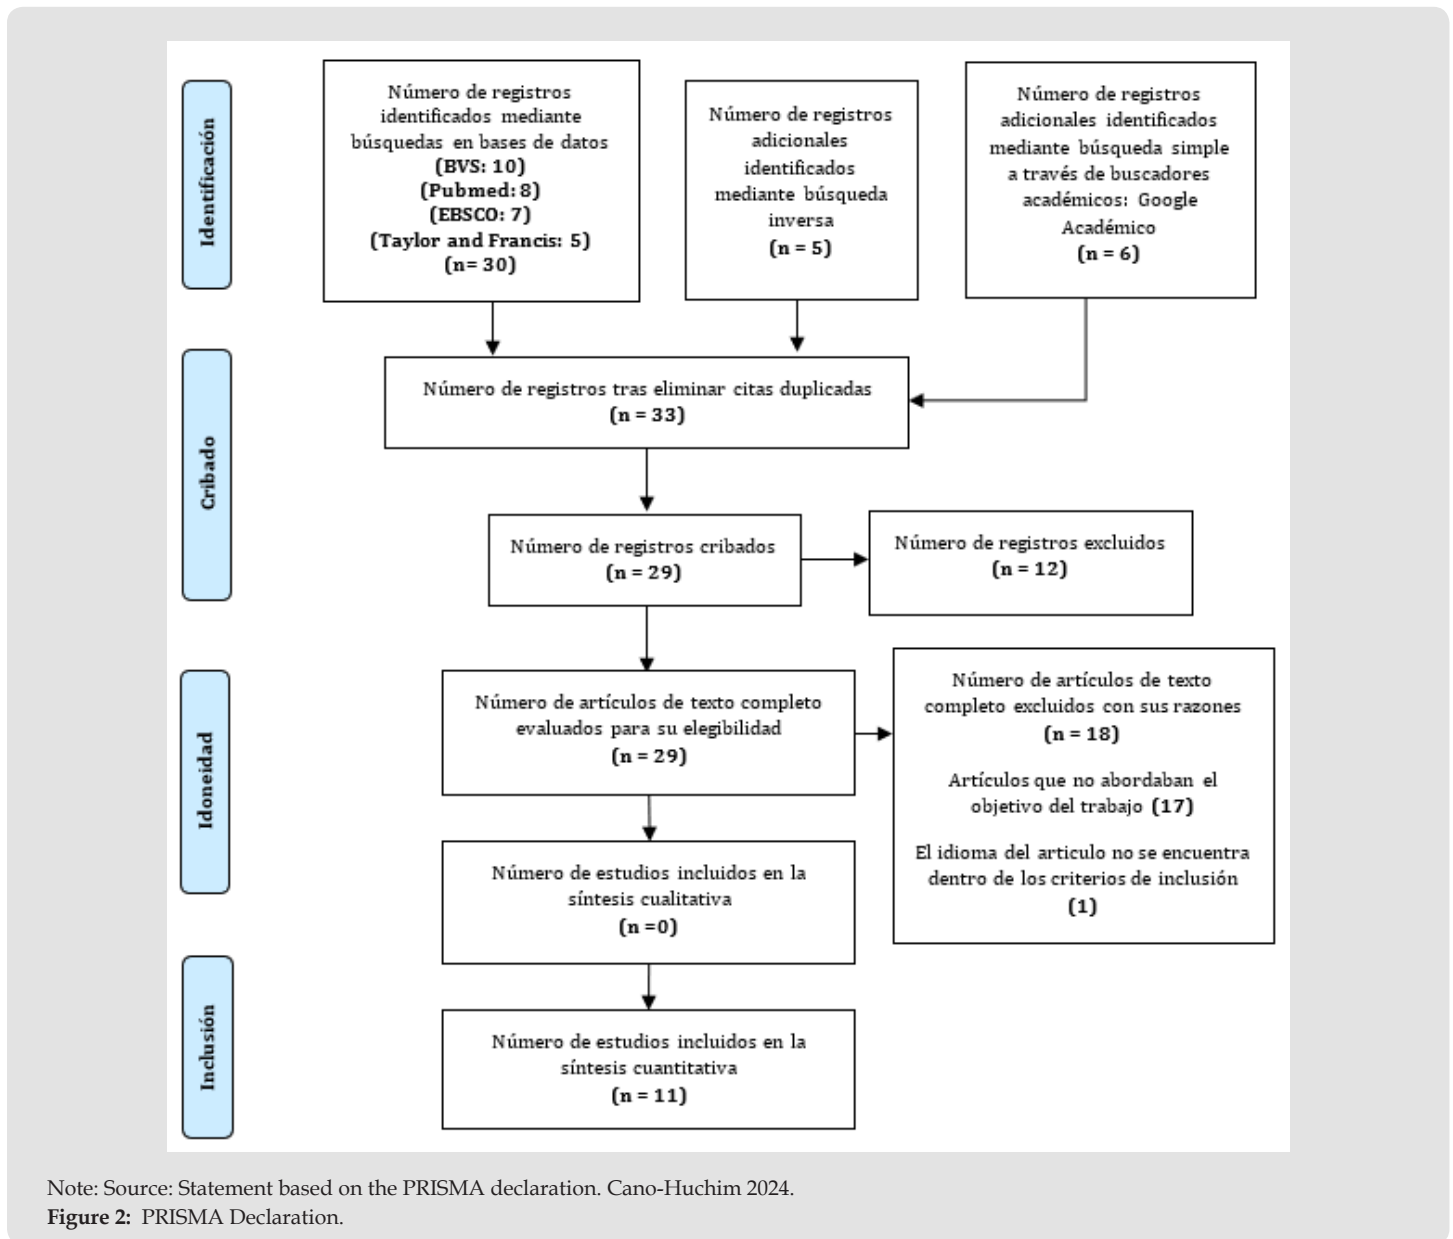 Identificación
Número de registros
identificados mediante
búsquedas en bases de datos
(BVS: 10)
(Pubmed: 8)
(EBSCO: 7)
(Taylor and Francis: 5)
(n= 30)
Número de registros
adicionales
identificados
mediante búsqueda
inversa
(n = 5)
Número de registros
adicionales identificados
mediante búsqueda simple
a través de buscadores
académicos: Google
Académico
(n = 6)
Cribado
Número de registros tras eliminar citas duplicadas
(n = 33)
Número de registros cribados
(n = 29)
Número de registros excluidos
(n = 12)
Idoneidad
Número de artículos de texto completo
evaluados para su elegibilidad
(n = 29)
Número de artículos de texto
completo excluidos con sus razones
(n = 18)
Artículos que no abordaban el
objetivo del trabajo (17)
El idioma del articulo no se encuentra
dentro de los criterios de inclusión
(1)
Número de estudios incluidos en la
síntesis cualitativa
(n =0)
Inclusión
Número de estudios incluidos en la
síntesis cuantitativa
(n = 11)
Note: Source: Statement based on the PRISMA declaration. Cano-Huchim 2024.
Figure 2: PRISMA Declaration.